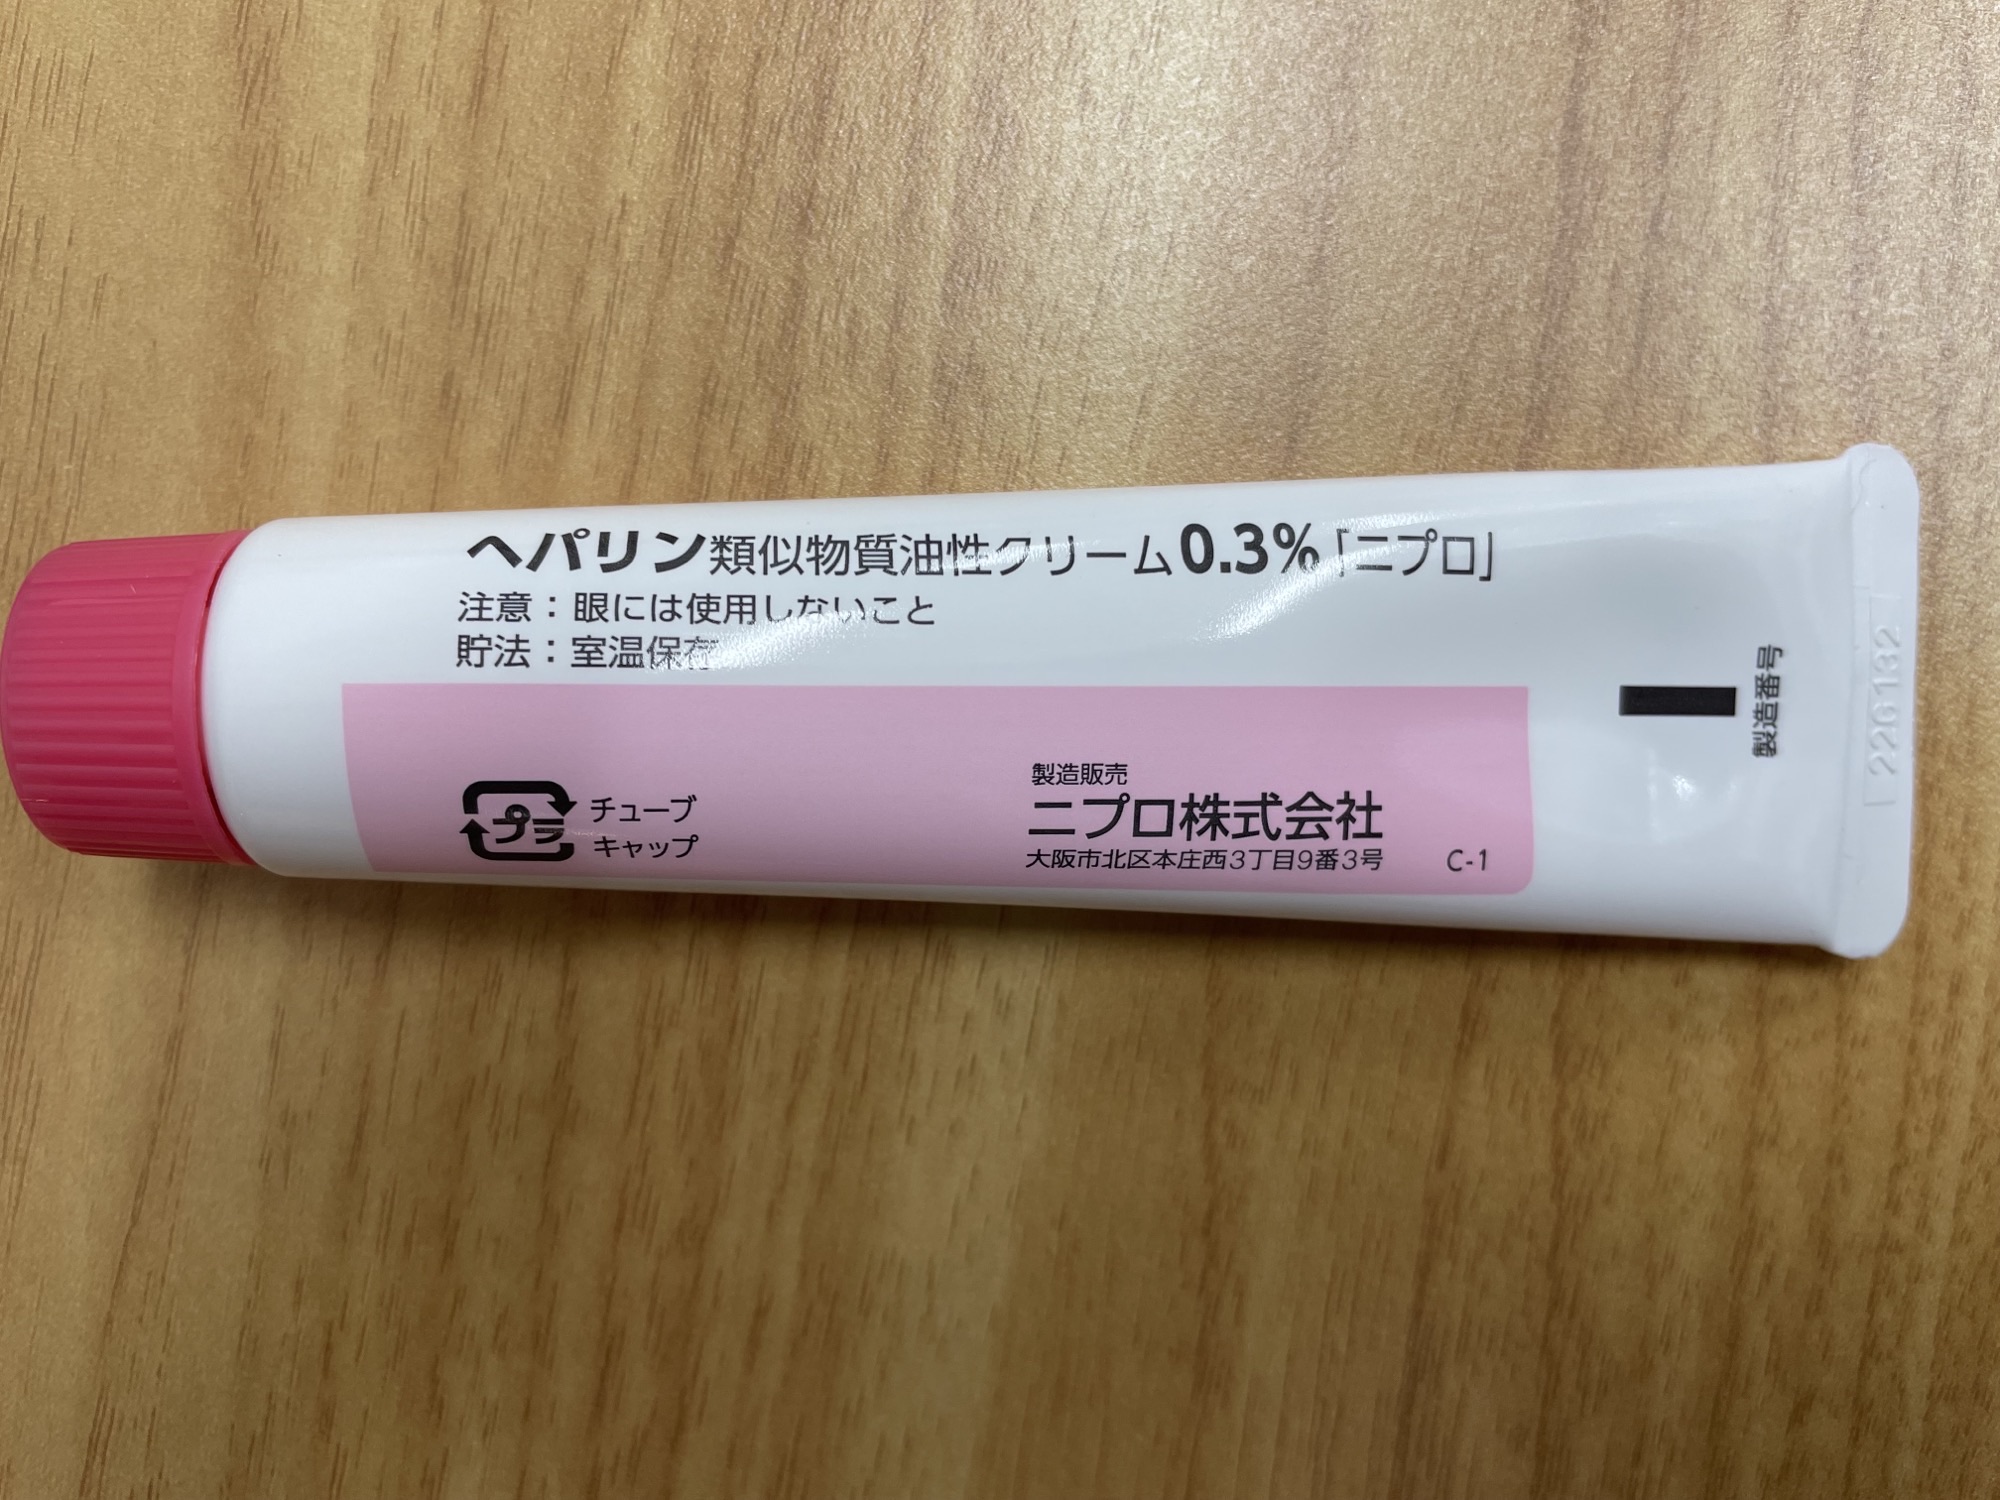 ヘパリン類似物質油性クリーム0.3%「ニプロ」
注意：眼には使用しないこと
貯法：室温保存
プラ
チューブ
キャップ
製造販売
ニプロ株式会社
大阪市北区本庄西3丁目9番3号
C-1
製造番号
226132